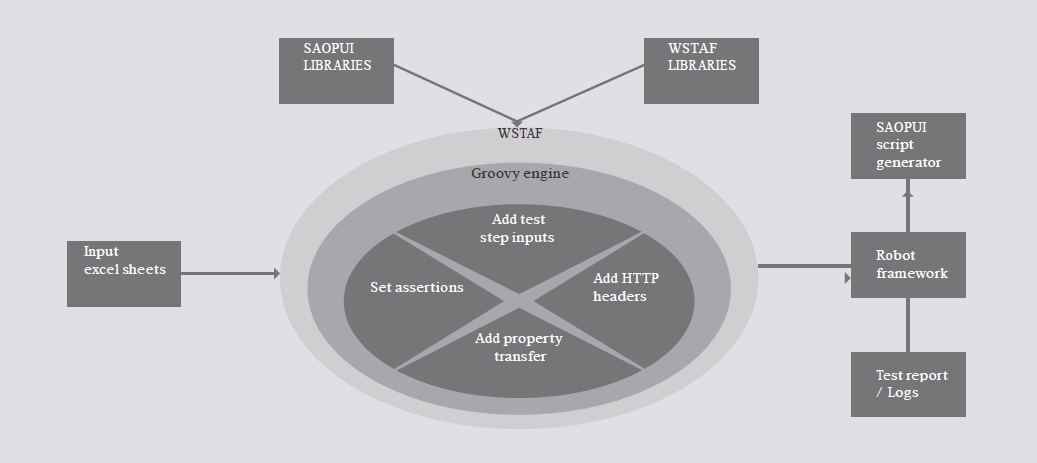 SAOPUI
LIBRARIES
WSTAF
LIBRARIES
WSTAF
Groovy engine
Add test
step inputs
Set assertions
Add HTTP
headers
Add property
transfer
Input
excel sheets
SAOPUI
script
generator
Robot
framework
Test report
/ Logs